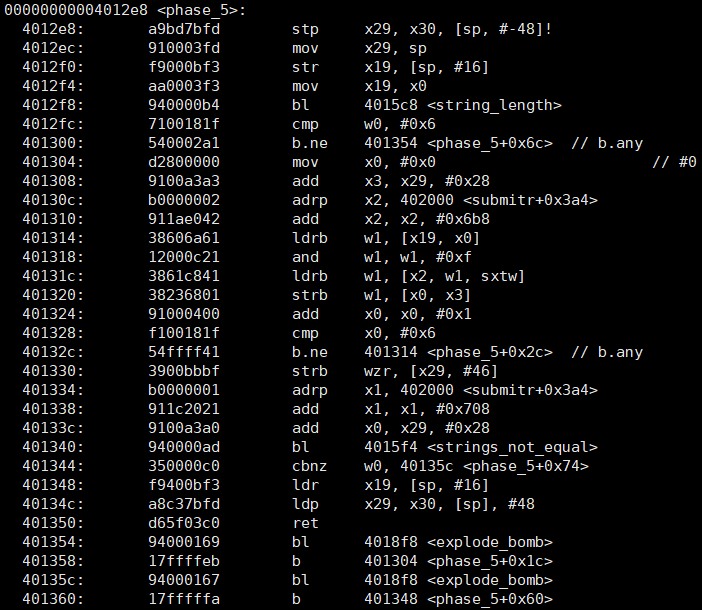 00000000004012e8 <phase_5>:
4012e8: a9bd7bfd stp x29, x30, [sp, #-48]!
4012ec: 910003fd mov x29, sp
4012f0: f9000bf3 str x19, [sp, #16]
4012f4: aa0003f3 mov x19, x0
4012f8: 940000b4 bl 4015c8 <string_length>
4012fc: 7100181f cmp w0, #0x6
401300: 540002a1 b.ne 401354 <phase_5+0x6c> // b.any
401304: d2800000 mov x0, #0x0 // #0
401308: 9100a3a3 add x3, x29, #0x28
40130c: b0000002 adrp x2, 402000 <submitr+0x3a4>
401310: 911ae042 add x2, x2, #0x6b8
401314: 38606a61 ldrb w1, [x19, x0]
401318: 12000c21 and w1, w1, #0xf
40131c: 3861c841 ldrb w1, [x2, w1, sxtw]
401320: 38236801 strb w1, [x0, x3]
401324: 91000400 add x0, x0, #0x1
401328: f100181f cmp x0, #0x6
40132c: 54ffff41 b.ne 401314 <phase_5+0x2c> // b.any
401330: 3900bbbf strb wzr, [x29, #46]
401334: b0000001 adrp x1, 402000 <submitr+0x3a4>
401338: 911c2021 add x1, x1, #0x708
40133c: 9100a3a0 add x0, x29, #0x28
401340: 940000ad bl 4015f4 <strings_not_equal>
401344: 350000c0 cbnz w0, 40135c <phase_5+0x74>
401348: f9400bf3 ldr x19, [sp, #16]
40134c: a8c37bfd ldp x29, x30, [sp], #48
401350: d65f03c0 ret
401354: 94000169 bl 4018f8 <explode_bomb>
401358: 17ffffeb b 401304 <phase_5+0x1c>
40135c: 94000167 bl 4018f8 <explode_bomb>
401360: 17fffffa b 401348 <phase_5+0x60>